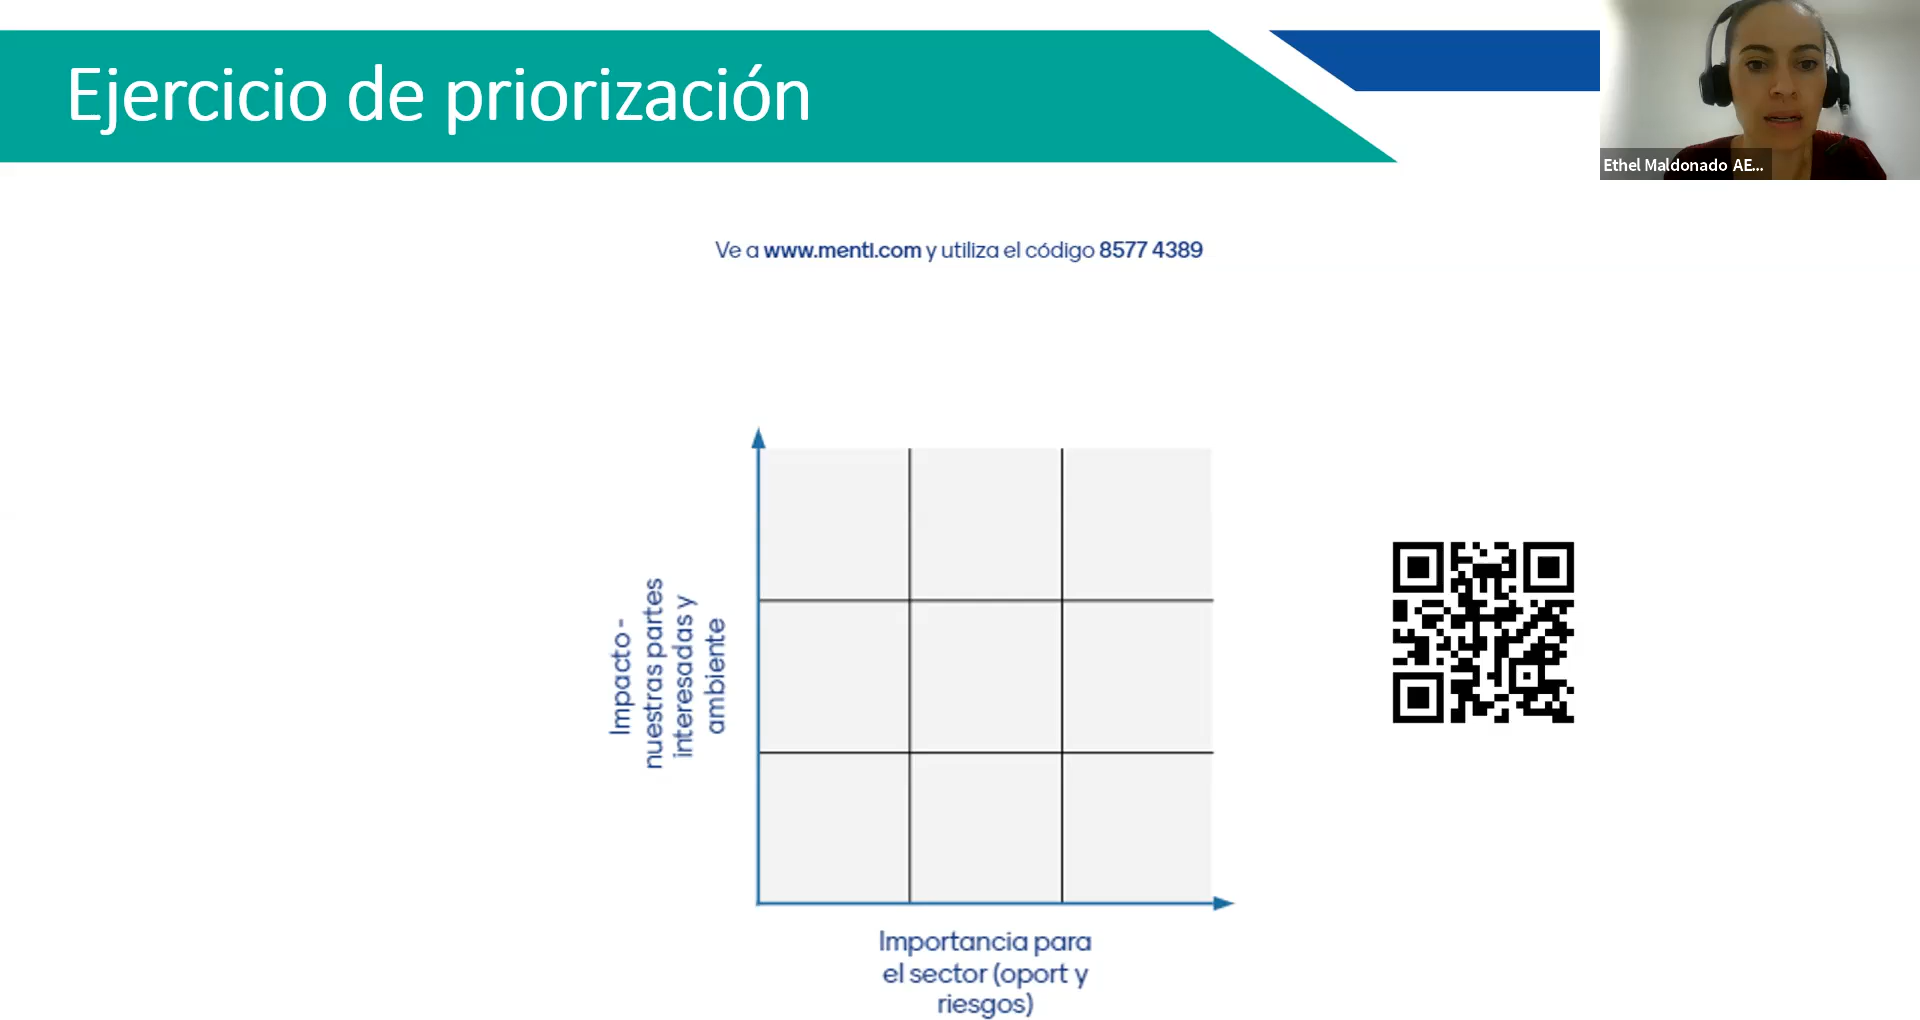 Ejercicio de priorización
Ethel Maldonado AE...
Ve a www.menti.com y utiliza el código 8577 4389
Impacto -
nuestras partes
interesadas y
ambiente
Importancia para
el sector (oport y
riesgos)